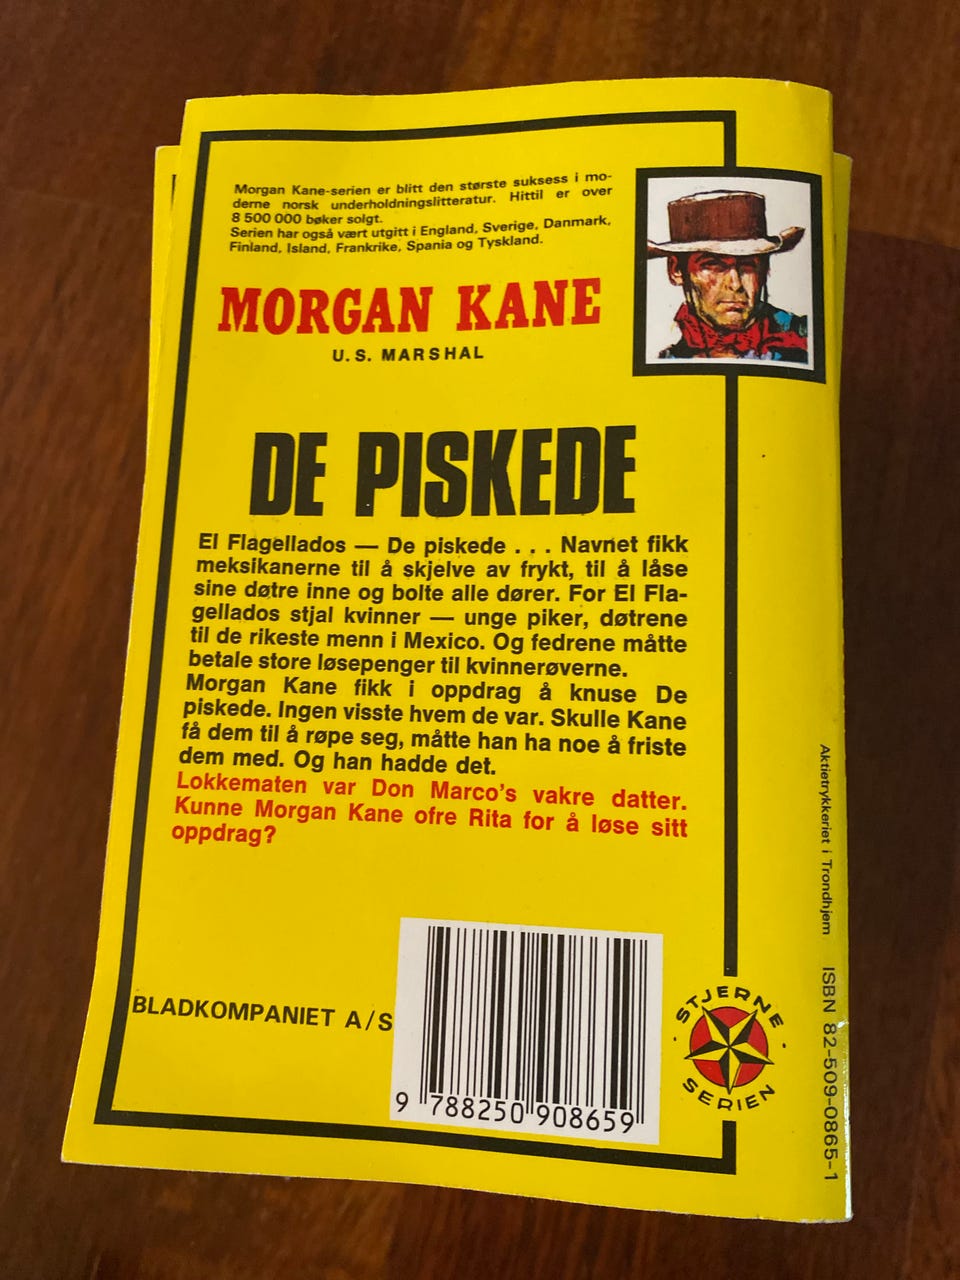 Morgan Kane-serien er blitt den største suksess i mo-
derne norsk underholdningslitteratur. Hittil er over
8 500 000 bøker solgt.
Serien har også vært utgitt i England, Sverige, Danmark,
Finland, Island, Frankrike, Spania og Tyskland.
MORGAN KANE
U.S. MARSHAL
DE PISKEDE
El Flagellados — De piskede . . . Navnet fikk
meksikanerne til å skjelve av frykt, til å låse
sine døtre inne og bolte alle dører. For El Fla-
gellados stjal kvinner — unge piker, døtrene
til de rikeste menn i Mexico. Og fedrene måtte
betale store løsepenger til kvinnerøverne.
Morgan Kane fikk i oppdrag å knuse De
piskede. Ingen visste hvem de var. Skulle Kane
få dem til å røpe seg, måtte han ha noe å friste
dem med. Og han hadde det.
Lokkematen var Don Marco's vakre datter.
Kunne Morgan Kane ofre Rita for å løse sitt
oppdrag?
BLADKOMPANIET A/S
9 788250 908659
· STJERNE ·
SERIEN
Aktietrykkeriet i Trondhjem
ISBN 82-509-0865-1